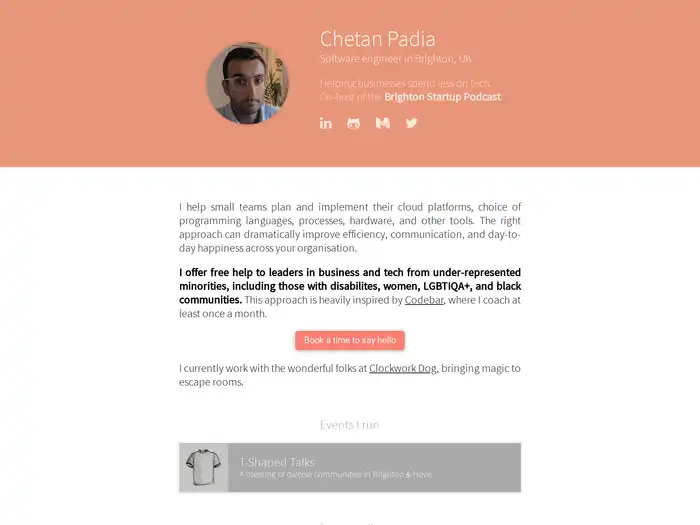 Chetan Padia
Software engineer in Brighton, UK
Helping businesses spend less on tech.
Co-host of the Brighton Startup Podcast
I help small teams plan and implement their cloud platforms, choice of
programming languages, processes, hardware, and other tools. The right
approach can dramatically improve efficiency, communication, and day-to-
day happiness across your organisation.
I offer free help to leaders in business and tech from under-represented
minorities, including those with disabilites, women, LGBTIQA+, and black
communities. This approach is heavily inspired by Codebar, where I coach at
least once a month.
Book a time to say hello
I currently work with the wonderful folks at Clockwork Dog, bringing magic to
escape rooms.
Events I run
T-Shaped Talks
A meeting of diverse communities in Brighton & Hove